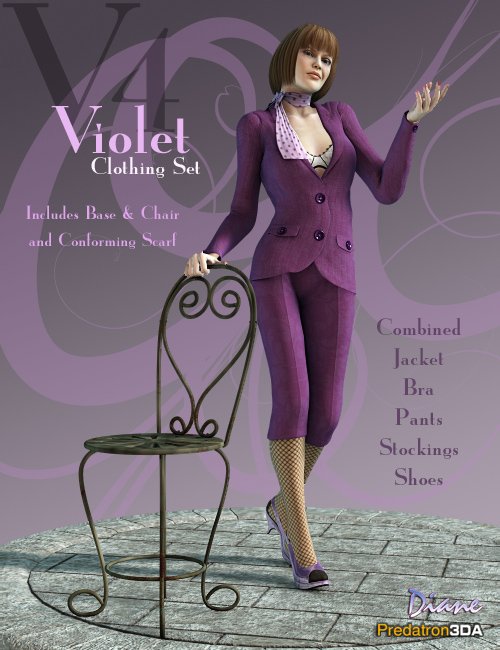 V4
Violet
Clothing Set
Includes Base & Chair
and Conforming Scarf
Combined
Jacket
Bra
Pants
Stockings
Shoes
Diane
Predatron3DA